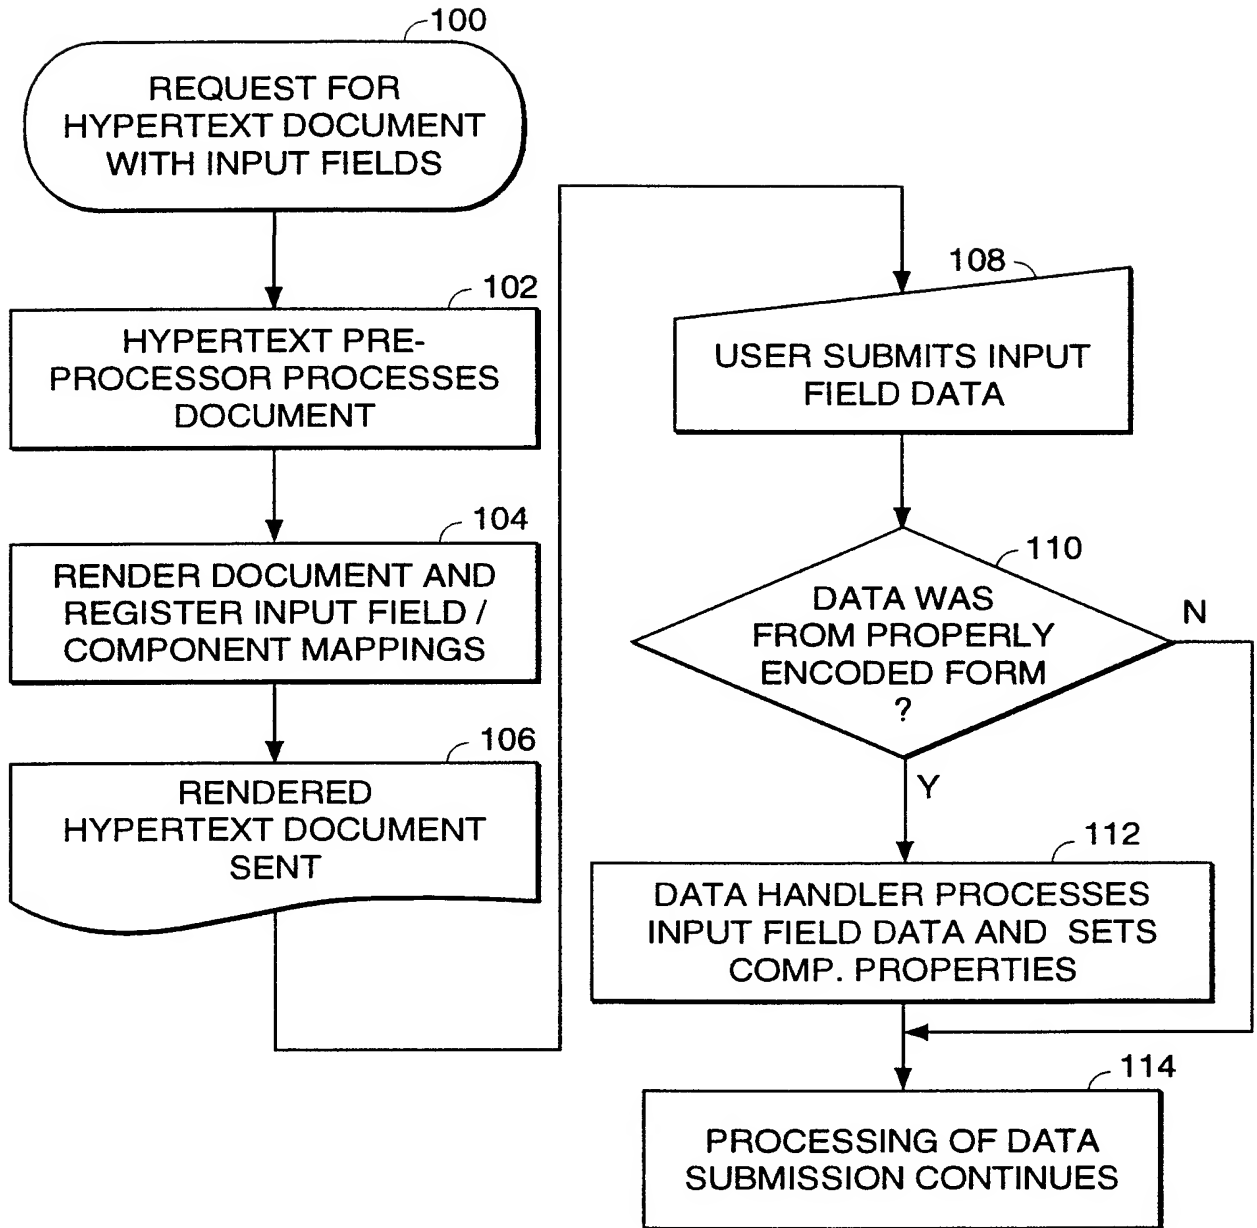 100
REQUEST FOR
HYPERTEXT DOCUMENT
WITH INPUT FIELDS
102
HYPERTEXT PRE-
PROCESSOR PROCESSES
DOCUMENT
104
RENDER DOCUMENT AND
REGISTER INPUT FIELD /
COMPONENT MAPPINGS
106
RENDERED
HYPERTEXT DOCUMENT
SENT
108
USER SUBMITS INPUT
FIELD DATA
110
DATA WAS
FROM PROPERLY
ENCODED FORM
?
N
Y
112
DATA HANDLER PROCESSES
INPUT FIELD DATA AND SETS
COMP. PROPERTIES
114
PROCESSING OF DATA
SUBMISSION CONTINUES